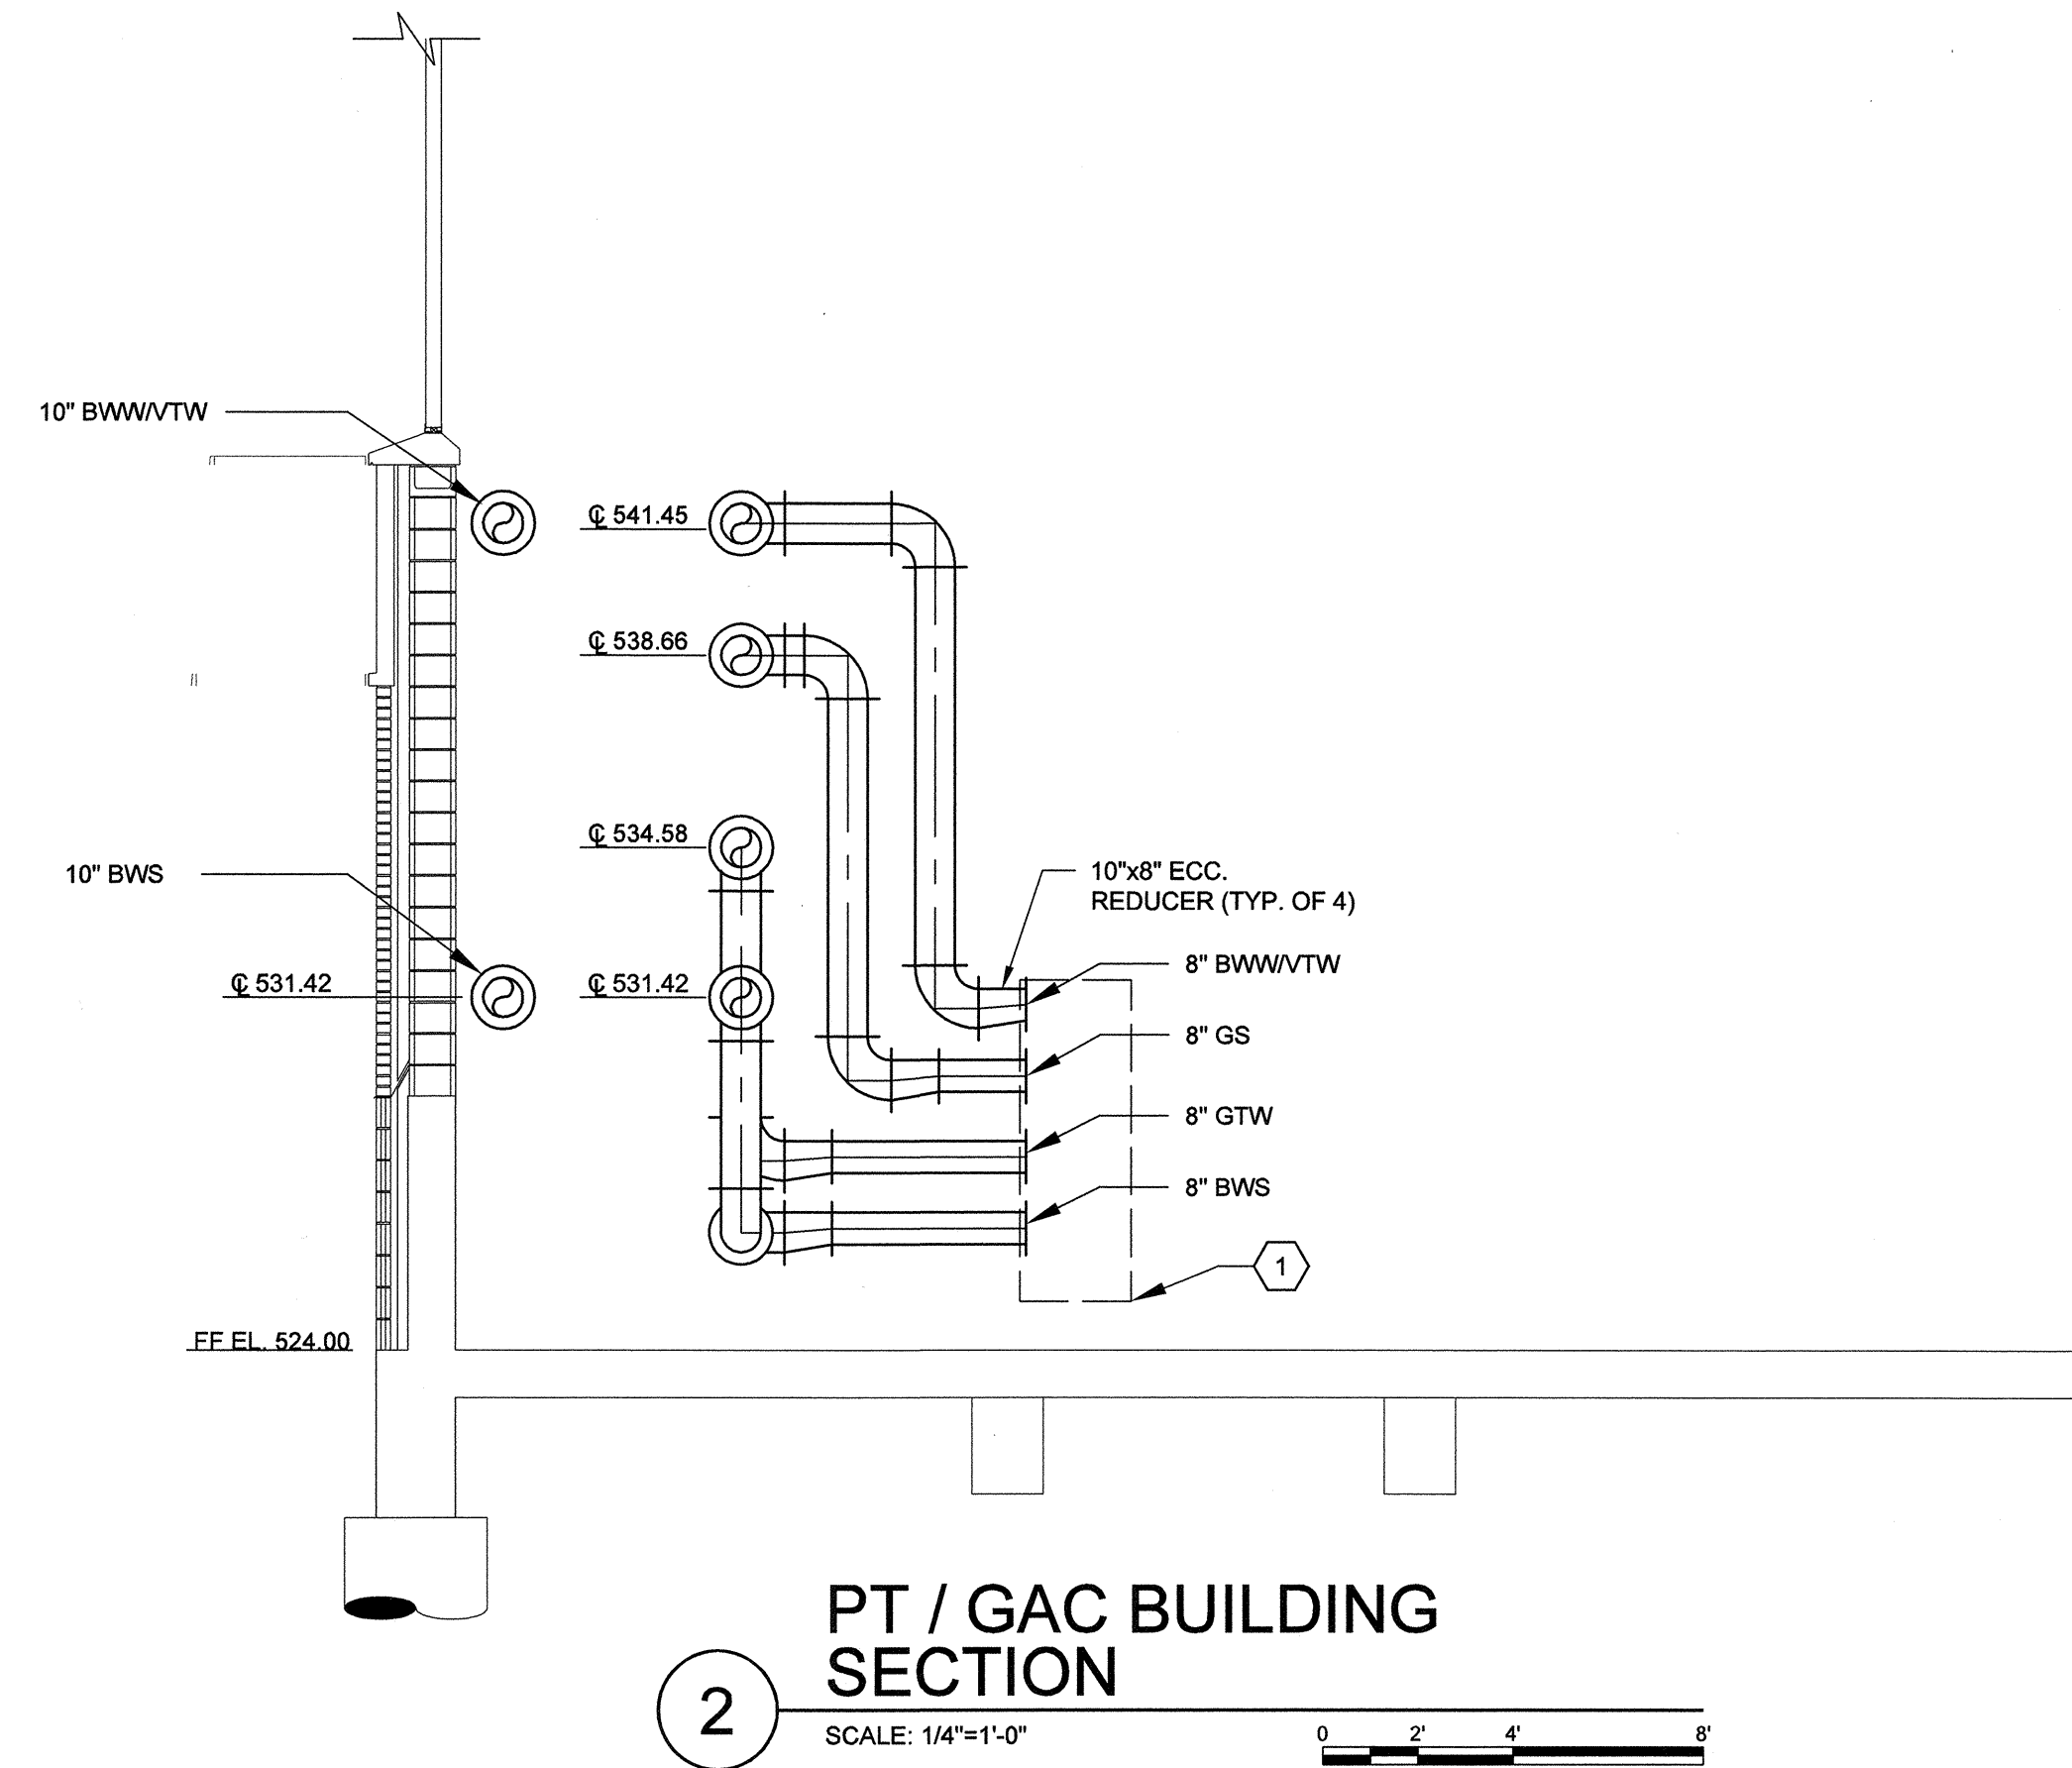 10" BWW/VTW
℄ 541.45
℄ 538.66
℄ 534.58
10" BWS
10"x8" ECC.
REDUCER (TYP. OF 4)
8" BWW/VTW
℄ 531.42
℄ 531.42
8" GS
8" GTW
8" BWS
1
FF EL. 524.00
PT / GAC BUILDING
SECTION
2
SCALE: 1/4"=1'-0"
0 2' 4' 8'